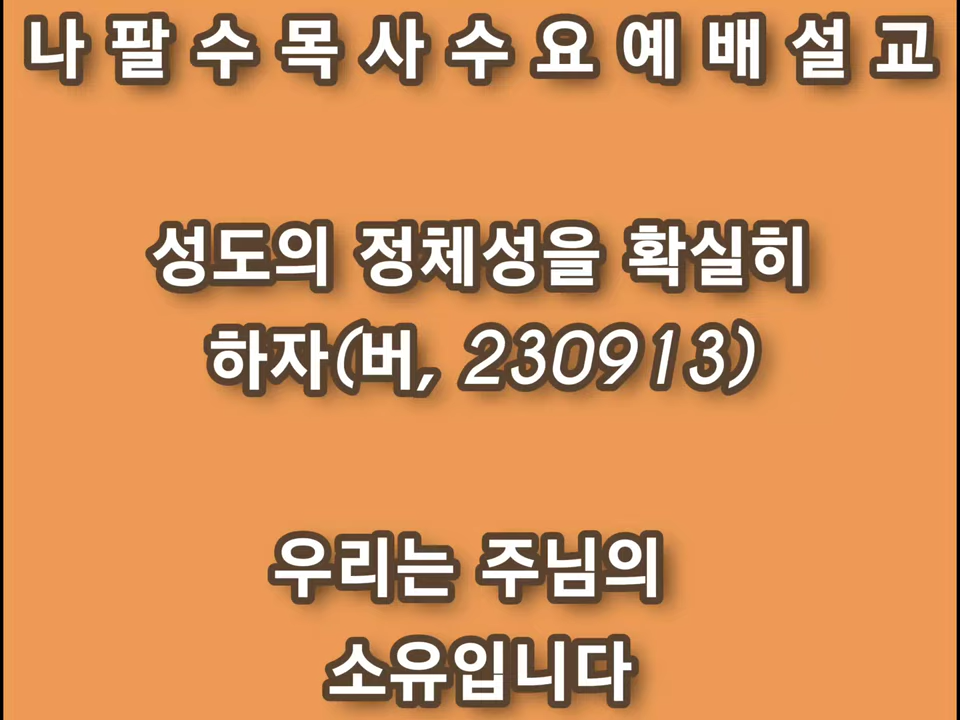 나팔수목사수요예배설교
성도의 정체성을 확실히
하자(버, 230913)
우리는 주님의
소유입니다